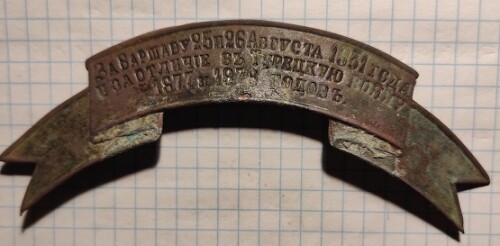 ЗА ВАРШАВУ 25 И 26 АВГУСТА 1831 ГОДА
И ЗА ОТЛИЧІЕ ВЪ ТУРЕЦКУЮ ВОЙНУ
1877 И 1878 ГОДОВЪ